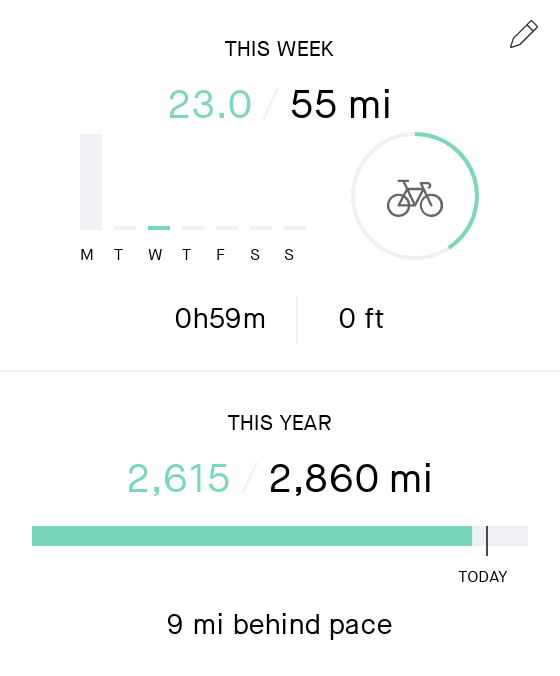 THIS WEEK
23.0 / 55 mi
M T W T F S S
0h59m 0 ft
THIS YEAR
2,615 / 2,860 mi
TODAY
9 mi behind pace